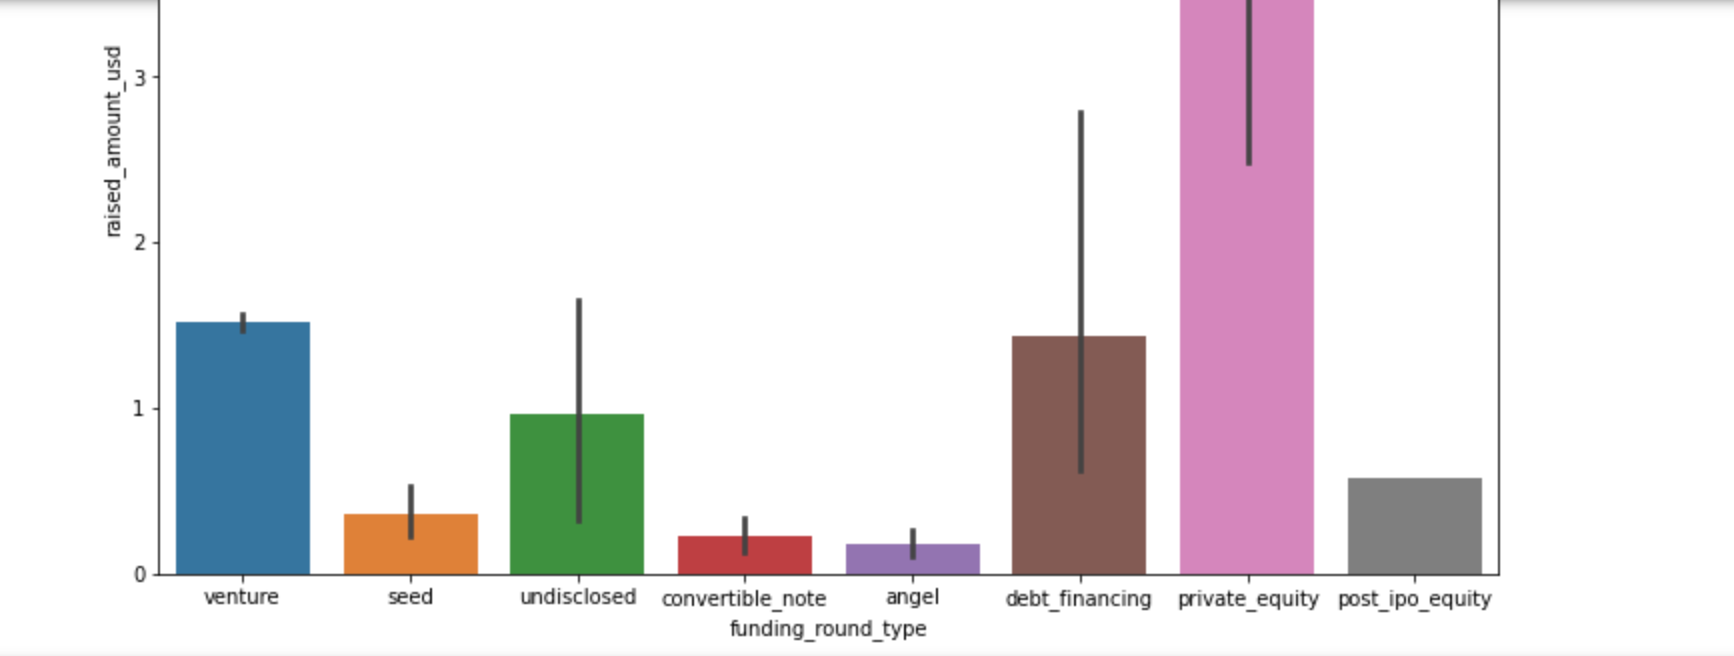 raised_amount_usd
3
2
1
0
venture seed undisclosed convertible_note angel debt_financing private_equity post_ipo_equity
funding_round_type